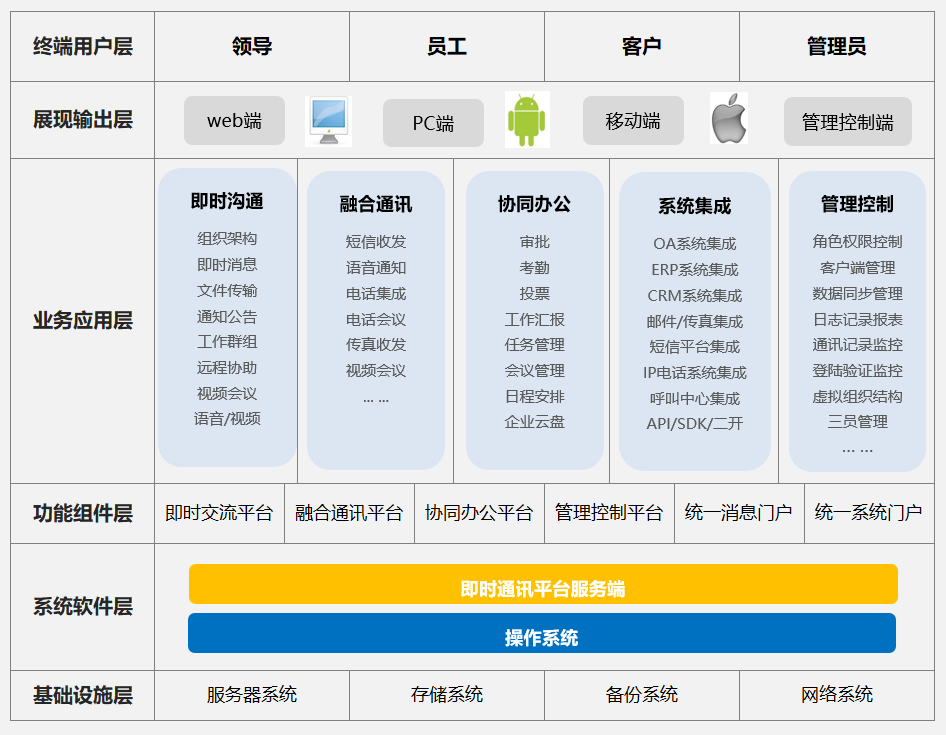 终端用户层
领导
员工
客户
管理员
展现输出层
web端
PC端
移动端
管理控制端
业务应用层
即时沟通
组织架构
即时消息
文件传输
通知公告
工作群组
远程协助
视频会议
语音/视频
融合通讯
短信收发
语音通知
电话集成
电话会议
传真收发
视频会议
... ...
协同办公
审批
考勤
投票
工作汇报
任务管理
会议管理
日程安排
企业云盘
系统集成
OA系统集成
ERP系统集成
CRM系统集成
邮件/传真集成
短信平台集成
IP电话系统集成
呼叫中心集成
API/SDK/二开
管理控制
角色权限控制
客户端管理
数据同步管理
日志记录报表
通讯记录监控
登陆验证监控
虚拟组织结构
三员管理
... ...
功能组件层
即时交流平台
融合通讯平台
协同办公平台
管理控制平台
统一消息门户
统一系统门户
系统软件层
即时通讯平台服务端
操作系统
基础设施层
服务器系统
存储系统
备份系统
网络系统